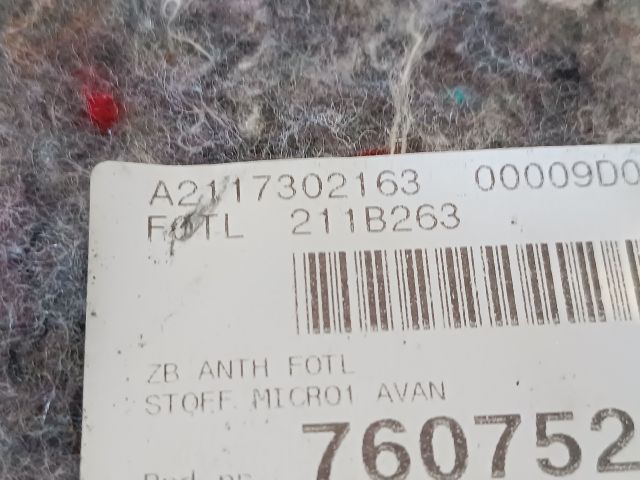 A2117302163 00009D0
FOTL 211B263
ZB ANTH FOTL
STOFF MICRO1 AVAN
760752